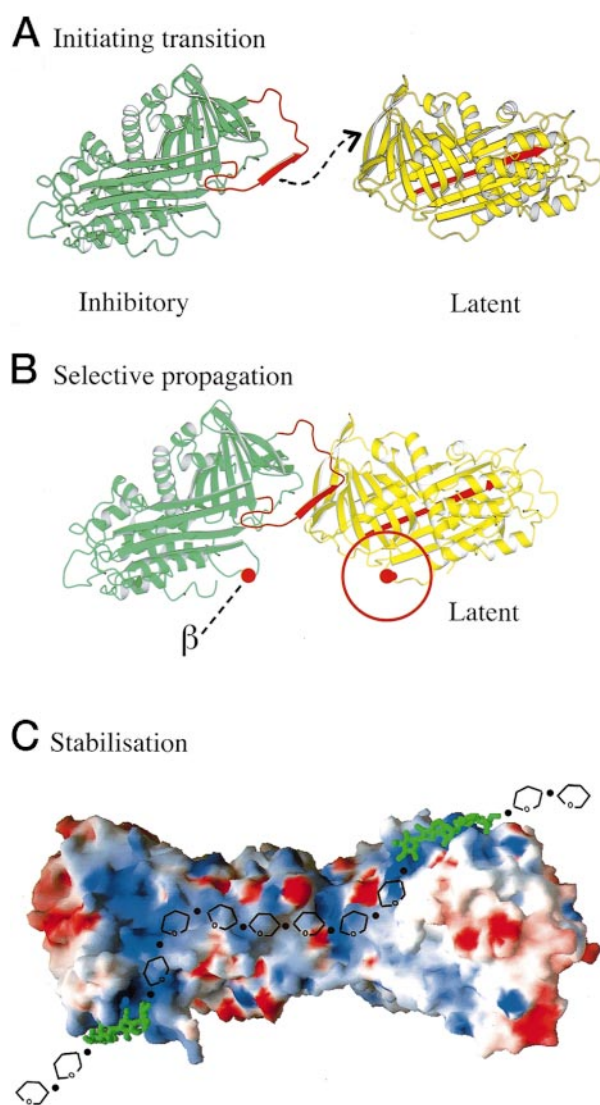 A Initiating transition
Inhibitory
Latent
B Selective propagation
β
Latent
C Stabilisation